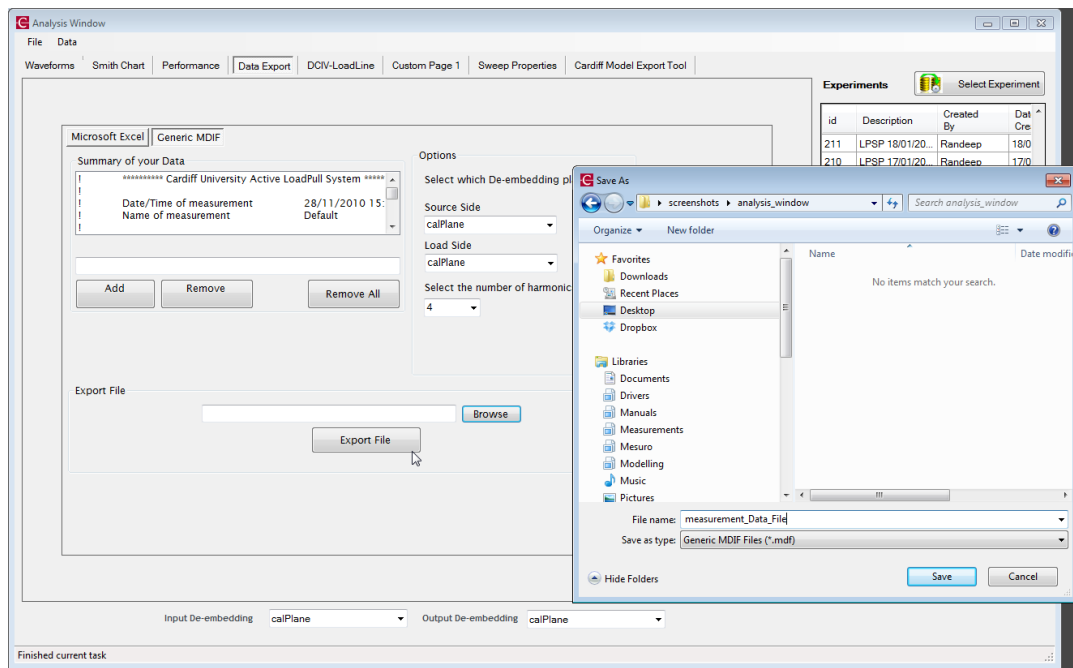 Analysis Window
File Data
Waveforms Smith Chart Performance Data Export DCIV-LoadLine Custom Page 1 Sweep Properties Cardiff Model Export Tool
Experiments Select Experiment
id Description Created By Dat Cre
211 LPSP 18/01/20... Randeep 18/0
210 LPSP 17/01/20... Randeep 17/0
Microsoft Excel Generic MDIF
Summary of your Data
! ********** Cardiff University Active LoadPull System *****
!
! Date/Time of measurement 28/11/2010 15:
! Name of measurement Default
!
Add Remove Remove All
Options
Select which De-embedding pl
Source Side
calPlane
Load Side
calPlane
Select the number of harmonic
4
Export File
Browse
Export File
Save As
screenshots analysis_window Search analysis_window
Organize New folder
Favorites
Downloads
Recent Places
Desktop
Dropbox
Libraries
Documents
Drivers
Manuals
Measurements
Mesuro
Modelling
Music
Pictures
Name Date modifi
No items match your search.
File name: measurement_Data_File
Save as type: Generic MDIF Files (*.mdf)
Hide Folders Save Cancel
Input De-embedding calPlane Output De-embedding calPlane
Finished current task